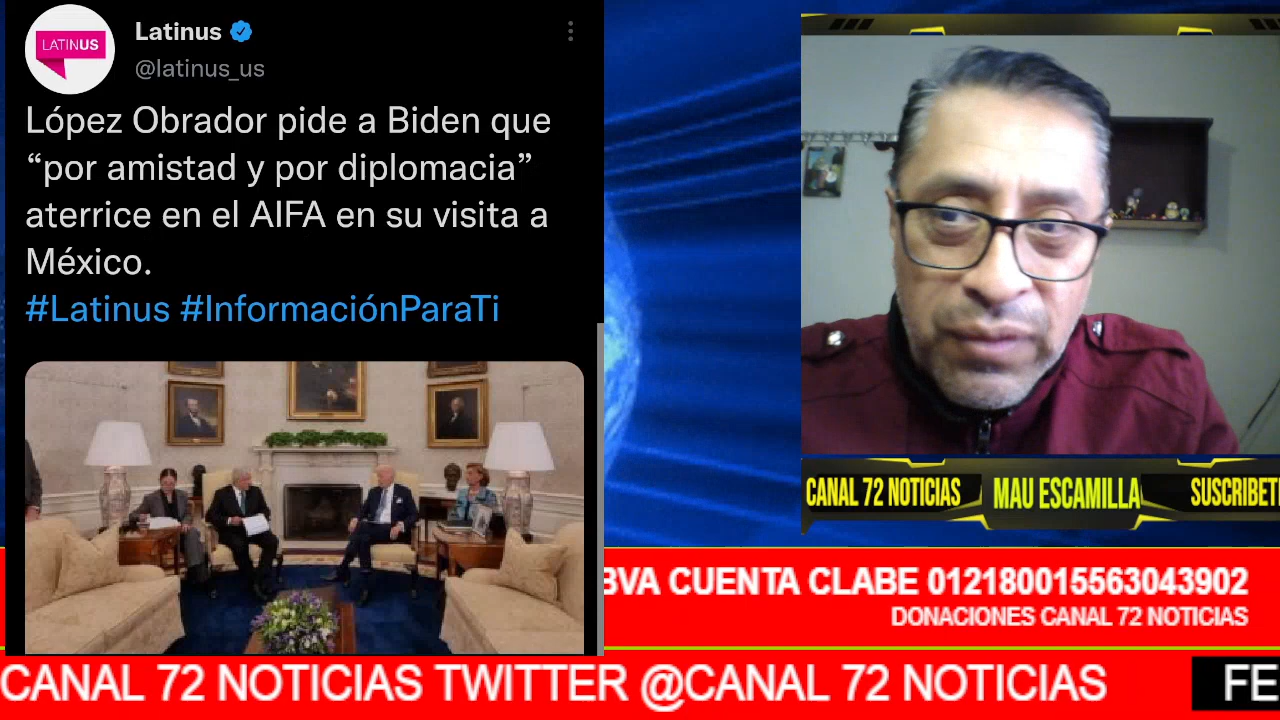 LATINUS
Latinus
@latinus_us
López Obrador pide a Biden que
“por amistad y por diplomacia”
aterrice en el AIFA en su visita a
México.
#Latinus #InformaciónParaTi
CANAL 72 NOTICIAS
MAU ESCAMILLA
SUSCRIBETE
BVA CUENTA CLABE 012180015563043902
DONACIONES CANAL 72 NOTICIAS
CANAL 72 NOTICIAS TWITTER @CANAL 72 NOTICIAS
FE